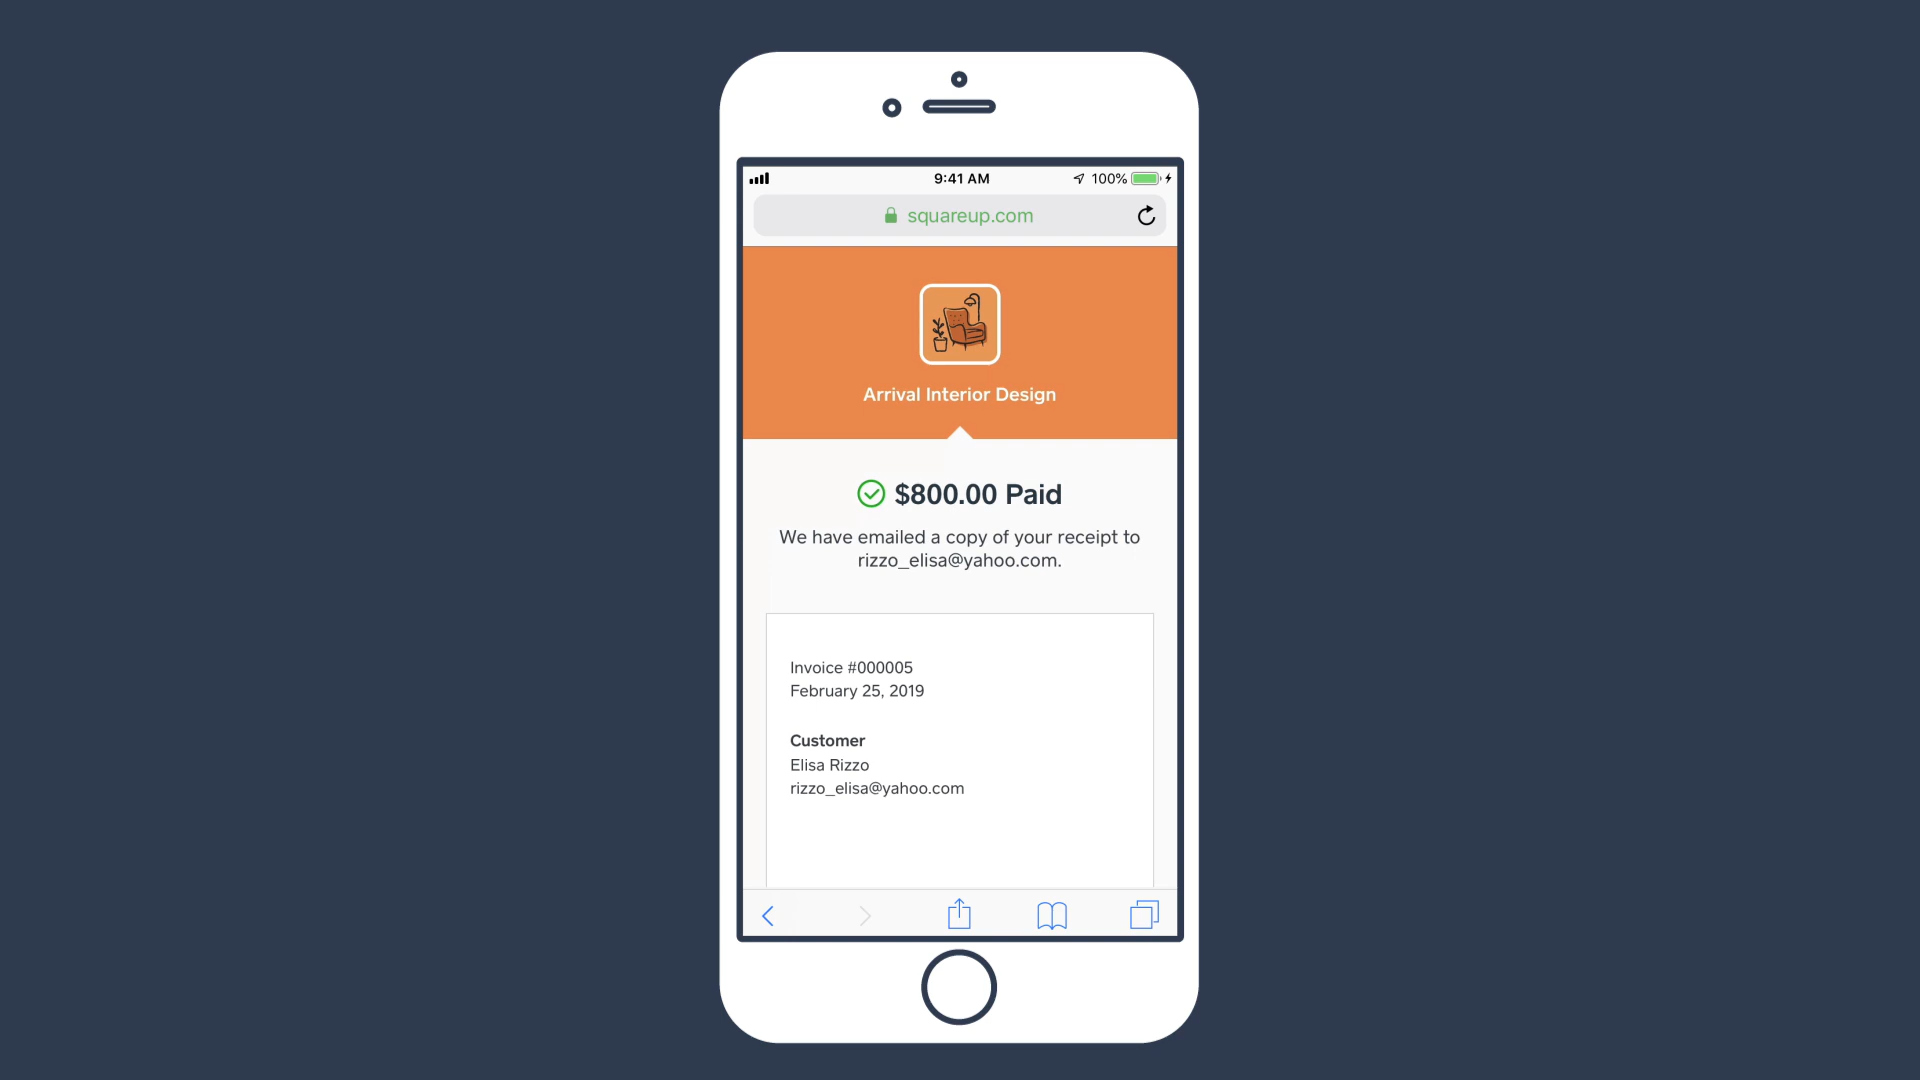 9:41 AM
100%
squareup.com
Arrival Interior Design
$800.00 Paid
We have emailed a copy of your receipt to
rizzo_elisa@yahoo.com.
Invoice #000005
February 25, 2019
Customer
Elisa Rizzo
rizzo_elisa@yahoo.com